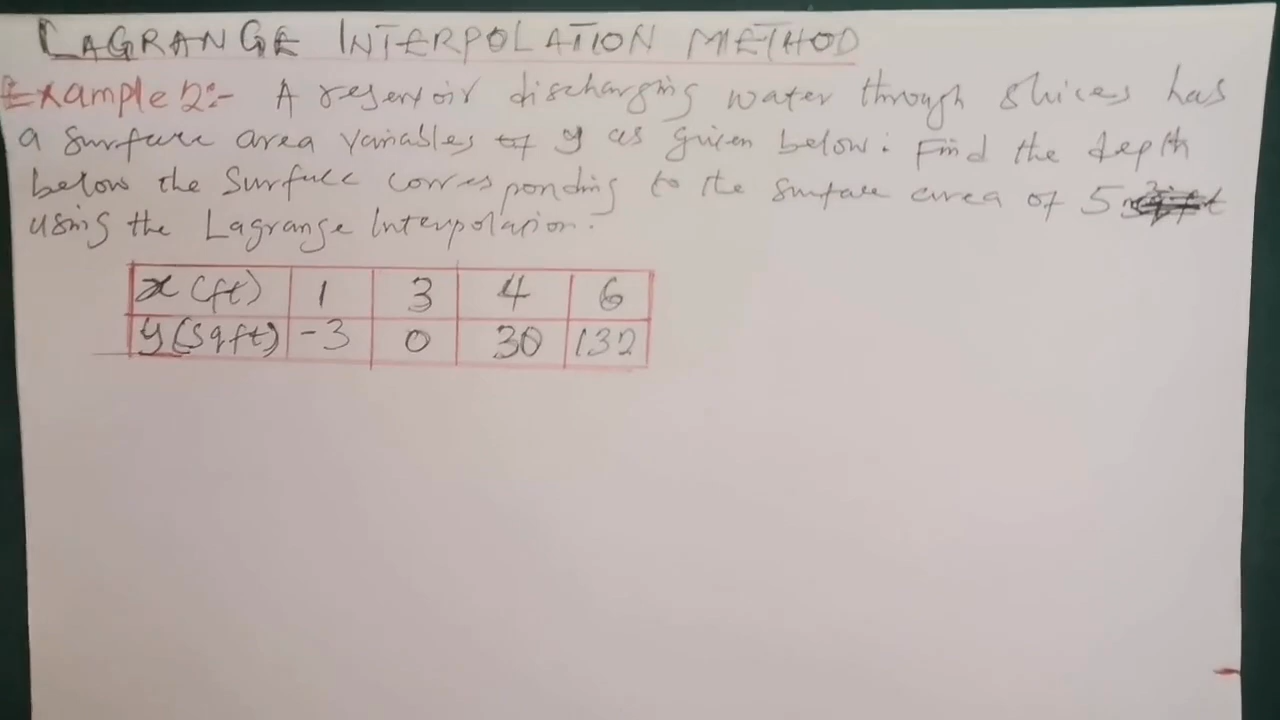 LAGRANGE INTERPOLATION METHOD
Example 2:- A reservoir discharging water through sluices has
a surface area variables of y as given below: Find the depth
below the surface corresponding to the surface area of 5
using the Lagrange Interpolation.
x (ft) 1 3 4 6
y (sqft) -3 0 30 132